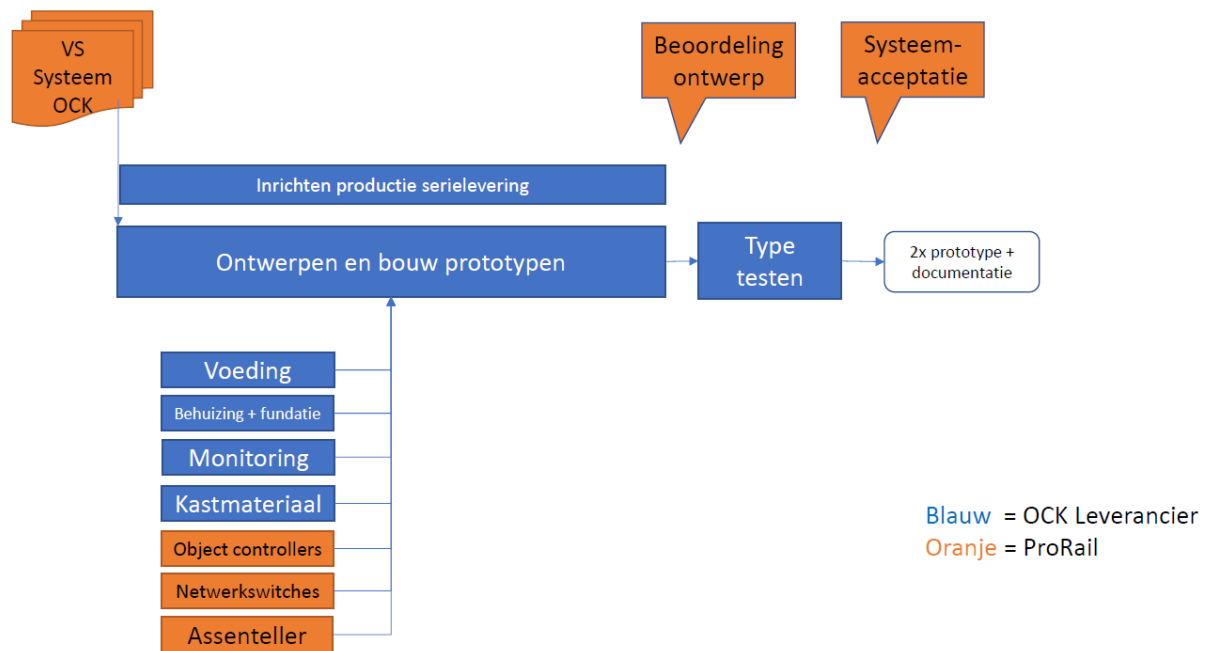 VS
Systeem
OCK
Beoordeling
ontwerp
Systeem-
acceptatie
Inrichten productie serielevering
Ontwerpen en bouw prototypen
Type
testen
2x prototype +
documentatie
Voeding
Behuizing + fundatie
Monitoring
Kastmateriaal
Object controllers
Netwerkswitches
Assenteller
Blauw = OCK Leverancier
Oranje = ProRail